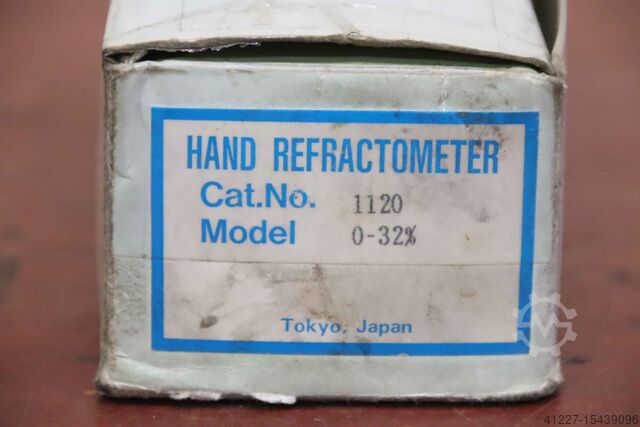 HAND REFRACTOMETER
Cat.No. 1120
Model 0-32%
Tokyo, Japan
41227-15439096